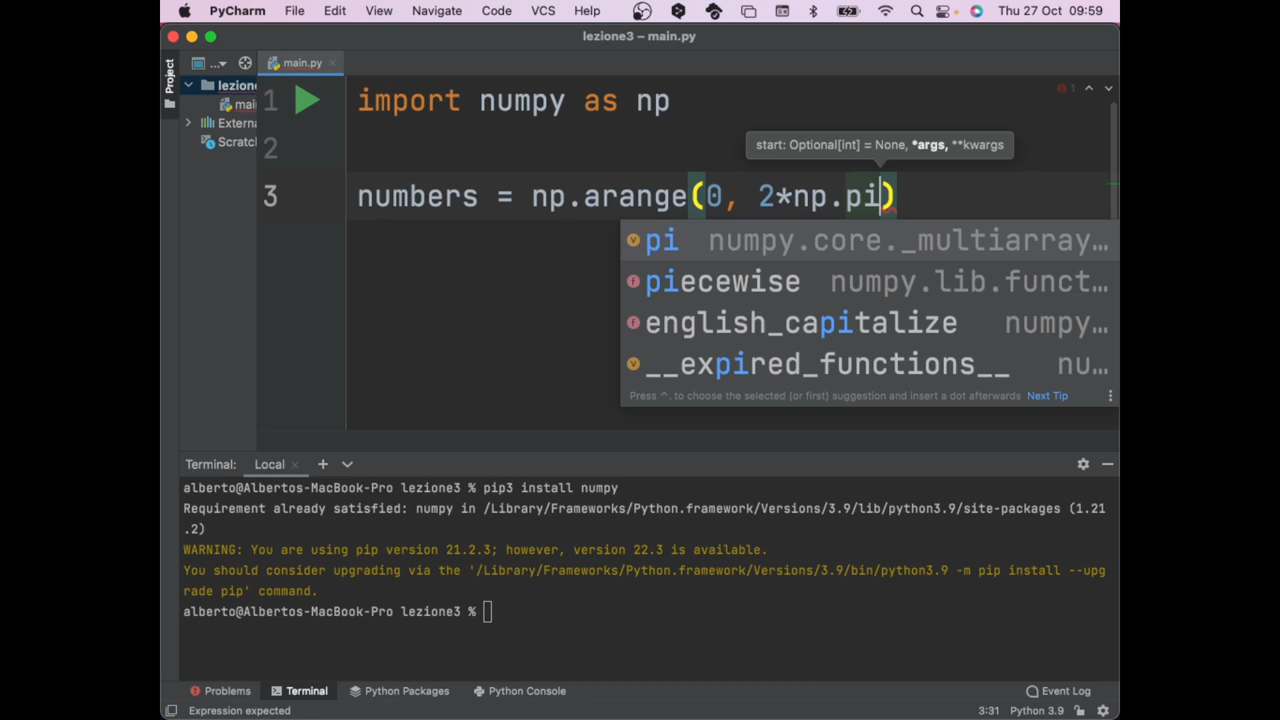 PyCharm File Edit View Navigate Code VCS Help Thu 27 Oct 09:59
lezione3 – main.py
Project
... main.py
lezione
1 import numpy as np
1
mai
Externa
2
Scratch
start: Optional[int] = None, *args, **kwargs
3 numbers = np.arange(0, 2*np.pi)
pi numpy.core._multiarray…
piecewise numpy.lib.funct…
english_capitalize numpy…
__expired_functions__ nu…
Press ^. to choose the selected (or first) suggestion and insert a dot afterwards Next Tip
Terminal: Local
alberto@Albertos-MacBook-Pro lezione3 % pip3 install numpy
Requirement already satisfied: numpy in /Library/Frameworks/Python.framework/Versions/3.9/lib/python3.9/site-packages (1.21
.2)
WARNING: You are using pip version 21.2.3; however, version 22.3 is available.
You should consider upgrading via the '/Library/Frameworks/Python.framework/Versions/3.9/bin/python3.9 -m pip install --upg
rade pip' command.
alberto@Albertos-MacBook-Pro lezione3 %
Problems Terminal Python Packages Python Console Event Log
Expression expected 3:31 Python 3.9